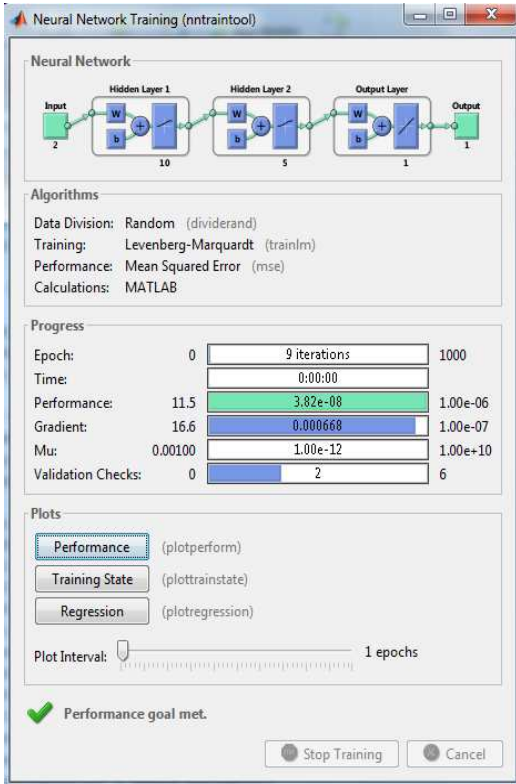 Neural Network Training (nntraintool)
Neural Network
Hidden Layer 1 Hidden Layer 2 Output Layer
Input Output
W W W
b b b
2 10 5 1 1
Algorithms
Data Division: Random (dividerand)
Training: Levenberg-Marquardt (trainlm)
Performance: Mean Squared Error (mse)
Calculations: MATLAB
Progress
Epoch: 0 9 iterations 1000
Time: 0:00:00
Performance: 11.5 3.82e-08 1.00e-06
Gradient: 16.6 0.000668 1.00e-07
Mu: 0.00100 1.00e-12 1.00e+10
Validation Checks: 0 2 6
Plots
Performance (plotperform)
Training State (plottrainstate)
Regression (plotregression)
Plot Interval: 1 epochs
Performance goal met.
Stop Training Cancel